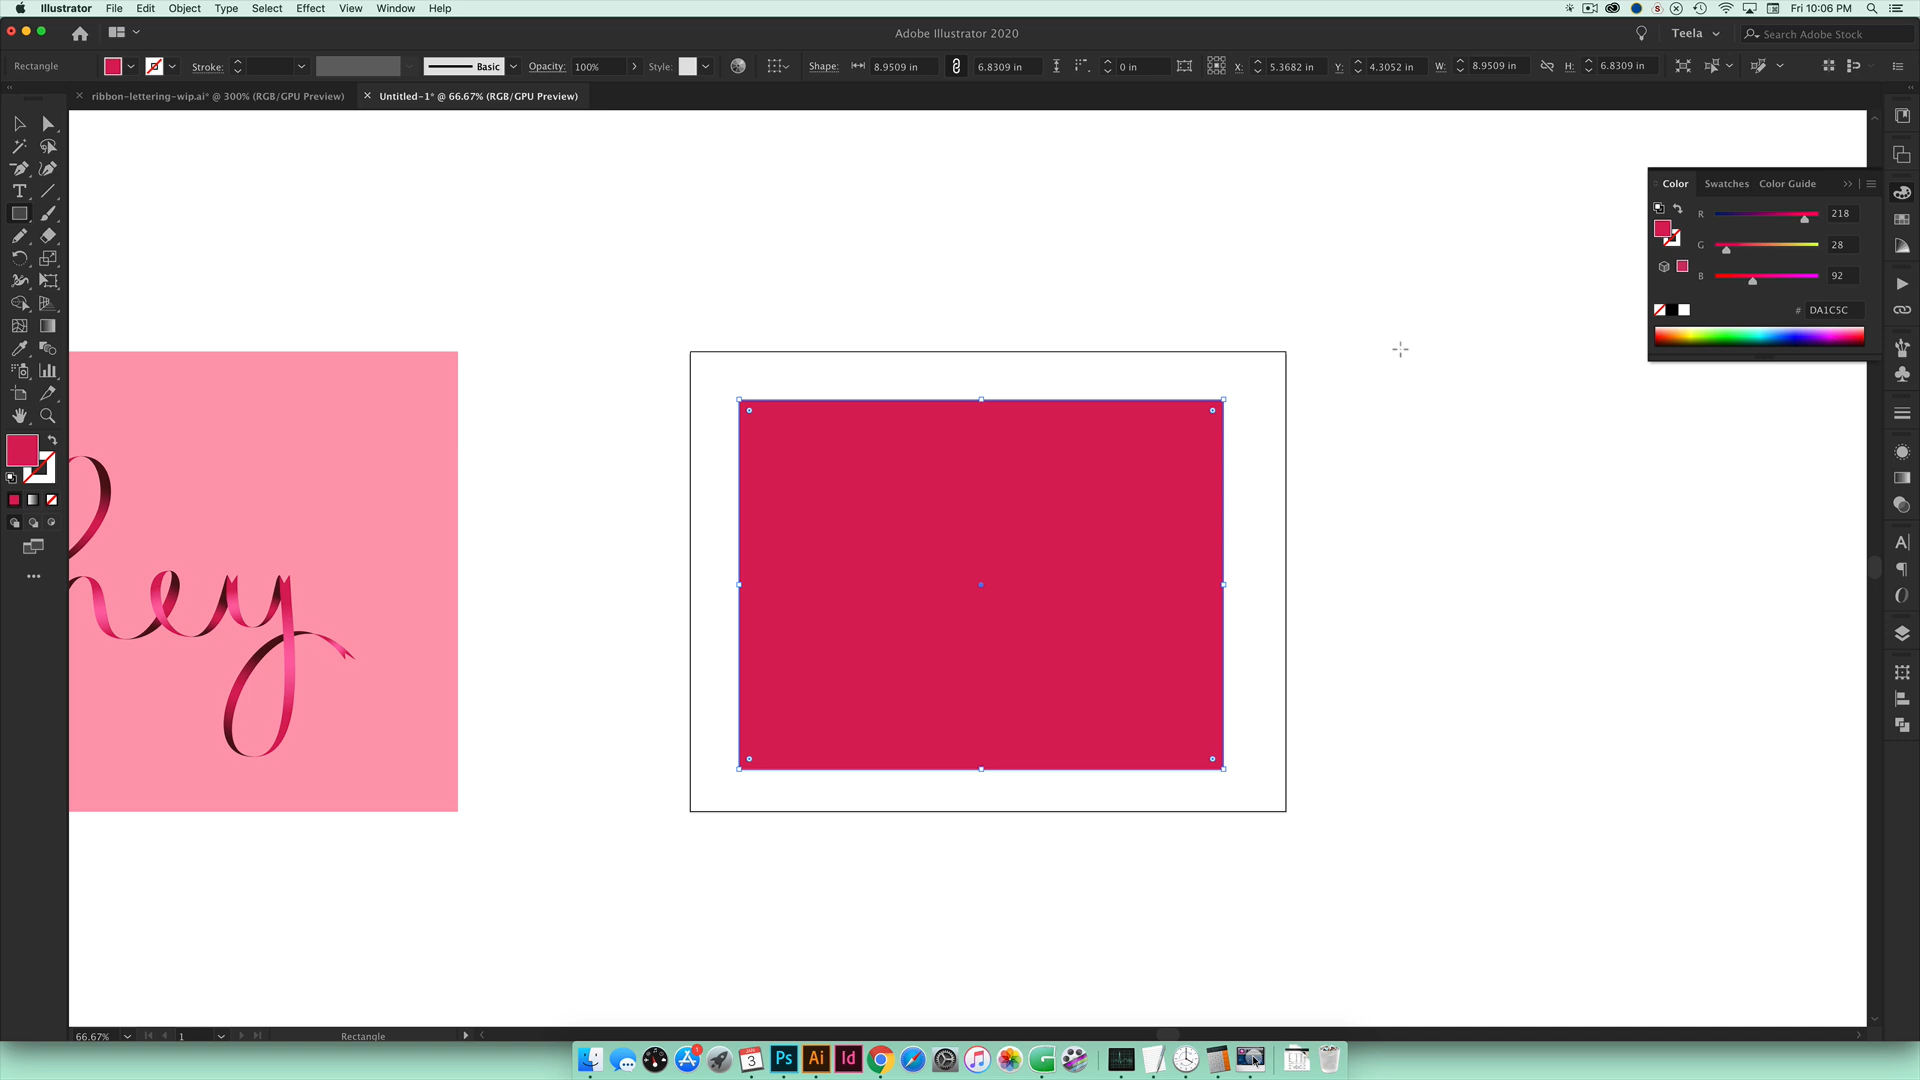 Illustrator File Edit Object Type Select Effect View Window Help
Fri 10:06 PM
Adobe Illustrator 2020
Teela
Search Adobe Stock
Rectangle
Stroke:
Basic
Opacity: 100%
Style:
Shape: 8.9509 in 6.8309 in 0 in X: 5.3682 in Y: 4.3052 in W: 8.9509 in H: 6.8309 in
ribbon-lettering-wip.ai* @ 300% (RGB/GPU Preview)
Untitled-1* @ 66.67% (RGB/GPU Preview)
Color Swatches Color Guide
R 218
G 28
B 92
# DA1C5C
hey
66.67% 1 Rectangle
3
Ps Ai Id